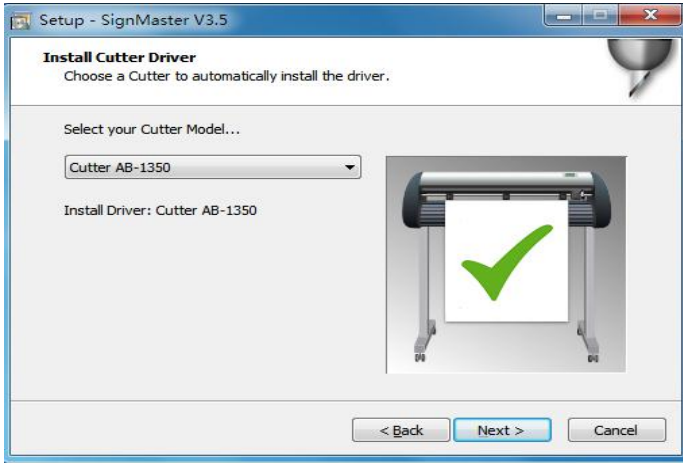 Setup - SignMaster V3.5
Install Cutter Driver
Choose a Cutter to automatically install the driver.
Select your Cutter Model...
Cutter AB-1350
Install Driver: Cutter AB-1350
< Back
Next >
Cancel